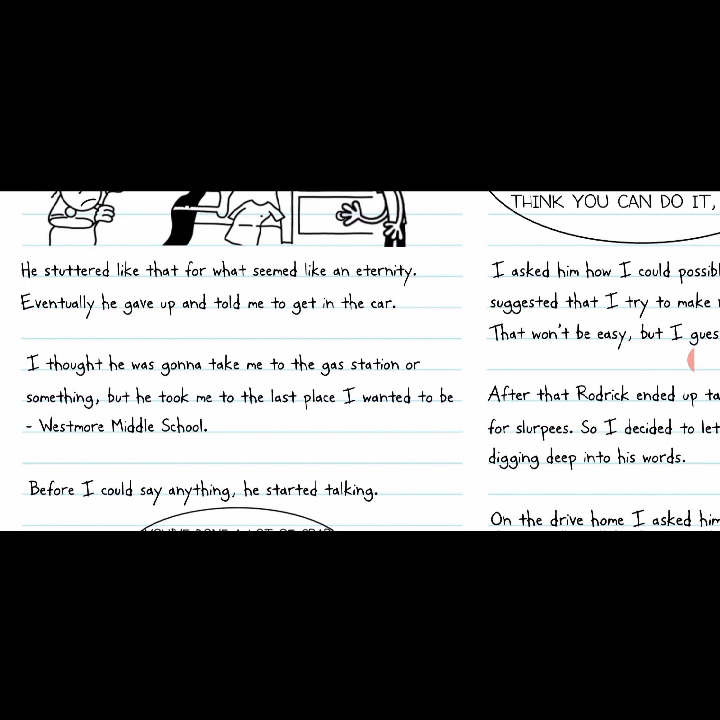 He stuttered like that for what seemed like an eternity.
Eventually he gave up and told me to get in the car.
I thought he was gonna take me to the gas station or
something, but he took me to the last place I wanted to be
- Westmore Middle School.
Before I could say anything, he started talking.
THINK YOU CAN DO IT,
I asked him how I could
suggested that I try to make
That won't be easy, but I
After that Rodrick ended up
for slurpees. So I decided to let
digging deep into his words.
On the drive home I asked him